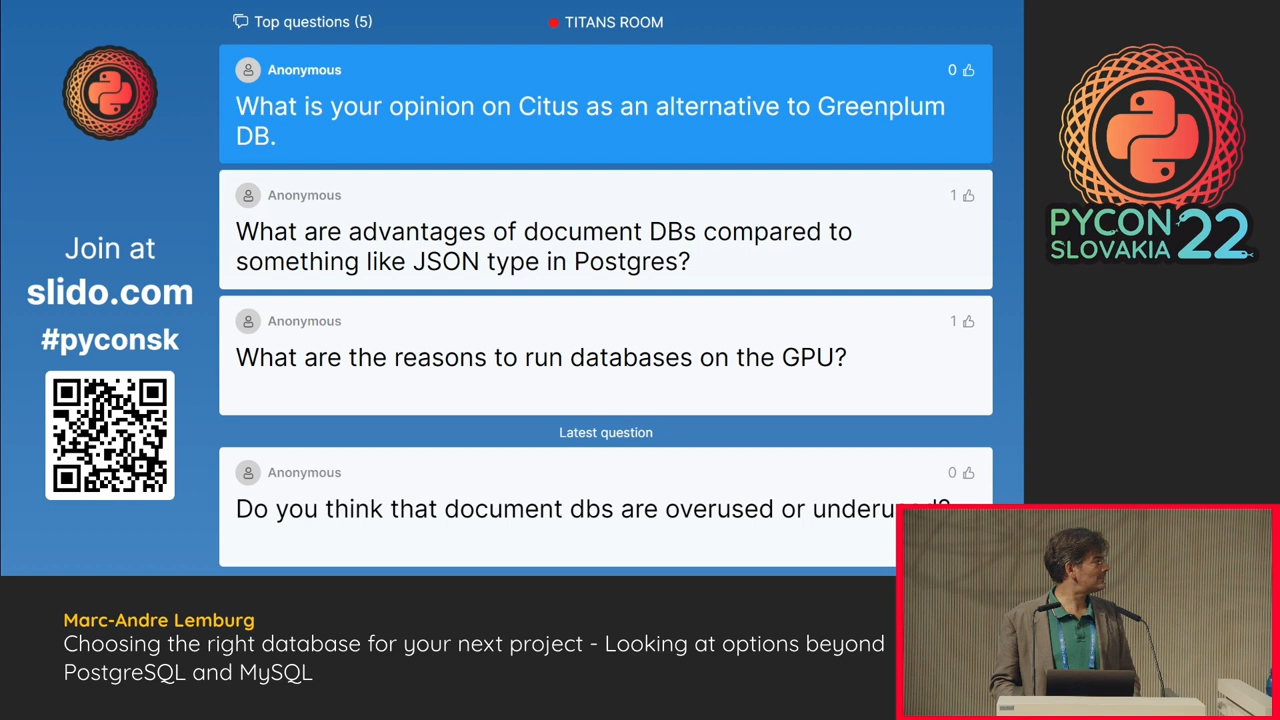 Top questions (5)
TITANS ROOM
Anonymous
0
What is your opinion on Citus as an alternative to Greenplum
DB.
Anonymous
1
What are advantages of document DBs compared to
something like JSON type in Postgres?
Anonymous
1
What are the reasons to run databases on the GPU?
Latest question
Anonymous
0
Do you think that document dbs are overused or
Join at
slido.com
#pyconsk
PYCON
SLOVAKIA
22
Marc-Andre Lemburg
Choosing the right database for your next project - Looking at options beyond
PostgreSQL and MySQL